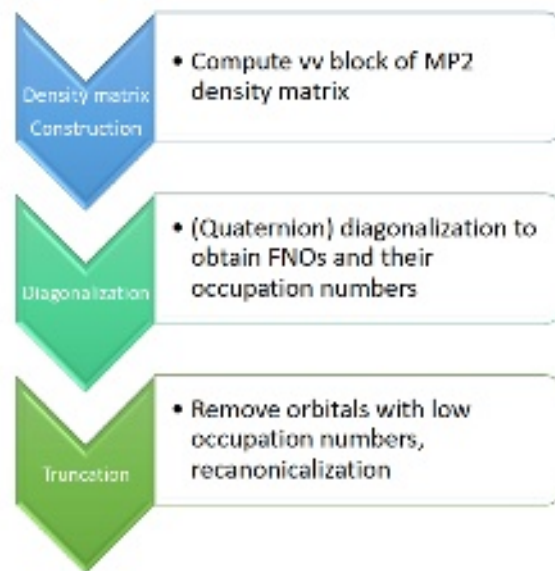 Density matrix
Construction
• Compute vv block of MP2
density matrix
Diagonalization
• (Quaternion) diagonalization to
obtain FNOs and their
occupation numbers
Truncation
• Remove orbitals with low
occupation numbers,
recanonicalization